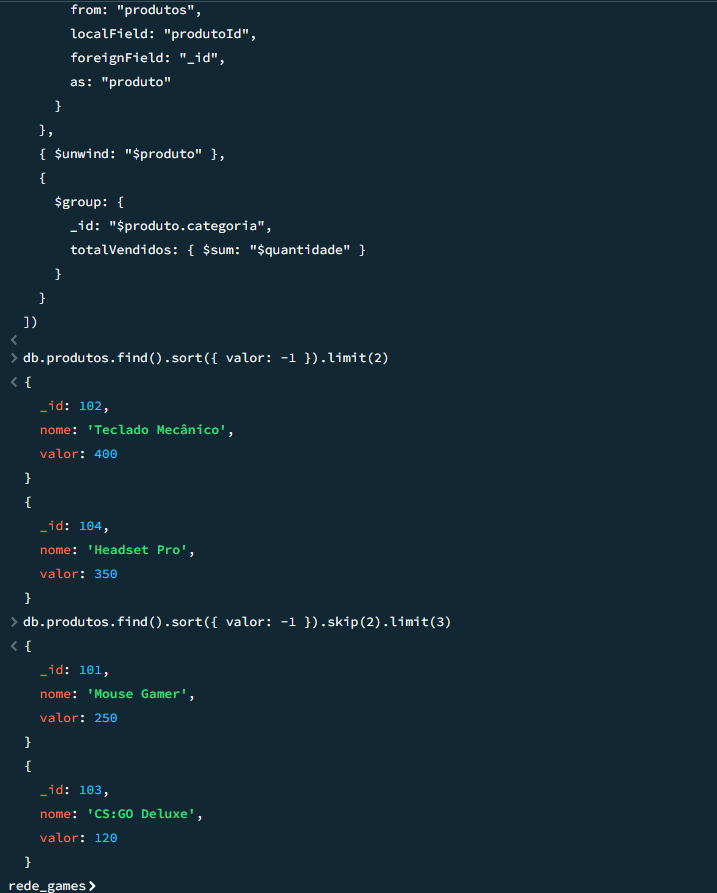 from: "produtos",
localField: "produtoId",
foreignField: "_id",
as: "produto"
}
},
{ $unwind: "$produto" },
{
$group: {
_id: "$produto.categoria",
totalVendidos: { $sum: "$quantidade" }
}
}
])
<
> db.produtos.find().sort({ valor: -1 }).limit(2)
< {
_id: 102,
nome: 'Teclado Mecânico',
valor: 400
}
{
_id: 104,
nome: 'Headset Pro',
valor: 350
}
> db.produtos.find().sort({ valor: -1 }).skip(2).limit(3)
< {
_id: 101,
nome: 'Mouse Gamer',
valor: 250
}
{
_id: 103,
nome: 'CS:GO Deluxe',
valor: 120
}
rede_games>